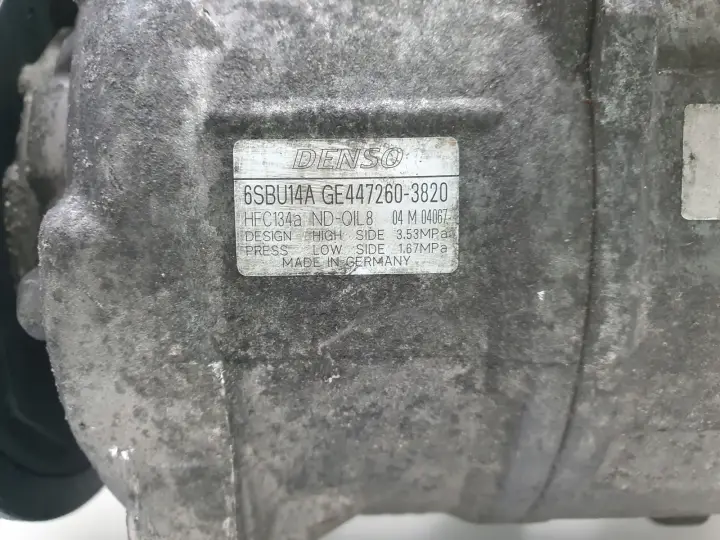 DENSO
6SBU14A GE447260-3820
HFC134a ND-OIL8 04 M 04067
DESIGN HIGH SIDE 3.53MPa
PRESS LOW SIDE 1.67MPa
MADE IN GERMANY